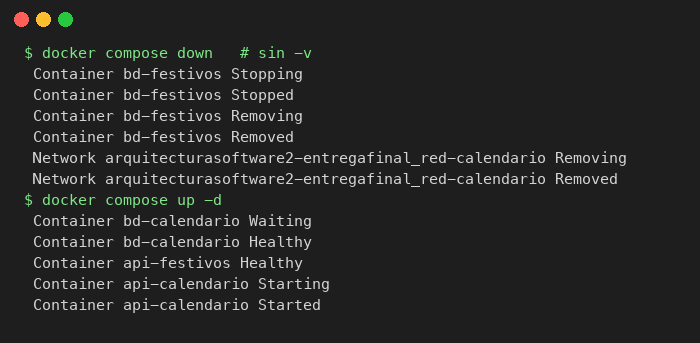 $ docker compose down   # sin −v
Container bd−festivos Stopping
Container bd−festivos Stopped
Container bd−festivos Removing
Container bd−festivos Removed
Network arquitecturasoftware2−entregafinal_red−calendario Removing
Network arquitecturasoftware2−entregafinal_red−calendario Removed
$ docker compose up −d
Container bd−calendario Waiting
Container bd−calendario Healthy
Container api−festivos Healthy
Container api−calendario Starting
Container api−calendario Started